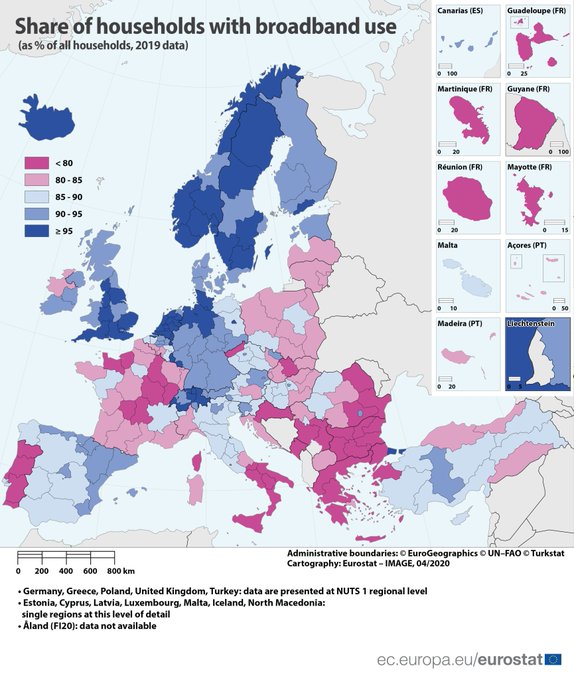 Share of households with broadband use
(as % of all households, 2019 data)
< 80
80 - 85
85 - 90
90 - 95
≥ 95
Canarias (ES)
0 100
Guadeloupe (FR)
0 25
Martinique (FR)
0 20
Guyane (FR)
0 100
Réunion (FR)
0 20
Mayotte (FR)
0 15
Malta
0 10
Açores (PT)
0 50
Madeira (PT)
0 20
Liechtenstein
0 5
0 200 400 600 800 km
Administrative boundaries: © EuroGeographics © UN–FAO © Turkstat
Cartography: Eurostat – IMAGE, 04/2020
• Germany, Greece, Poland, United Kingdom, Turkey: data are presented at NUTS 1 regional level
• Estonia, Cyprus, Latvia, Luxembourg, Malta, Iceland, North Macedonia:
single regions at this level of detail
• Åland (FI20): data not available
ec.europa.eu/eurostat